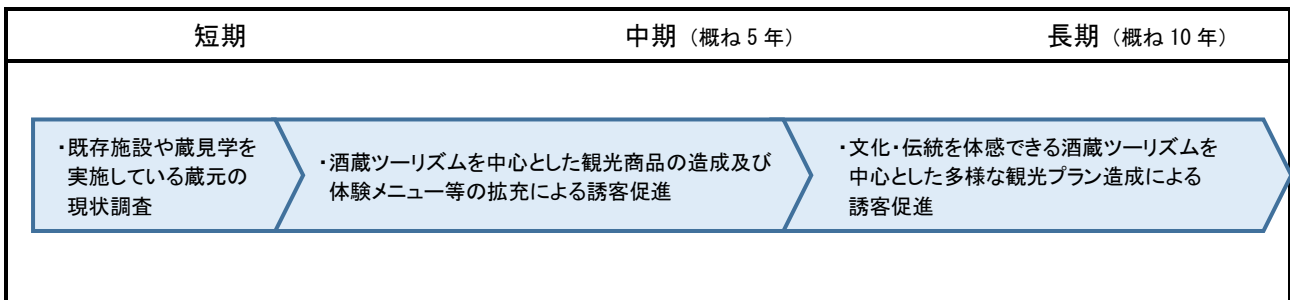 短期
中期（概ね5年）
長期（概ね10年）
・既存施設や蔵見学を
実施している蔵元の
現状調査
・酒蔵ツーリズムを中心とした観光商品の造成及び
体験メニュー等の拡充による誘客促進
・文化・伝統を体感できる酒蔵ツーリズムを
中心とした多様な観光プラン造成による
誘客促進